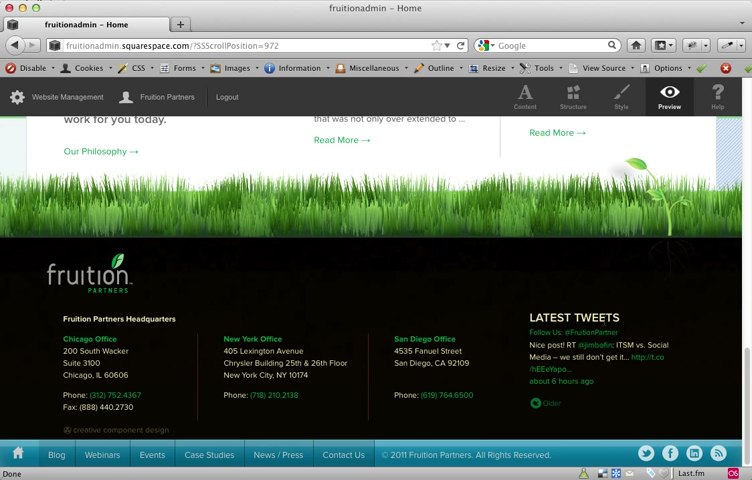 fruitionadmin - Home
fruitionadmin - Home
fruitionadmin.squarespace.com/?SSScrollPosition=972
Google
Disable Cookies CSS Forms Images Information Miscellaneous Outline Resize Tools View Source Options
Website Management Fruition Partners Logout
Content Structure Style Preview Help
work for you today.
that was not only over extended to ...
Our Philosophy →
Read More →
Read More →
fruition
PARTNERS
Fruition Partners Headquarters
Chicago Office
200 South Wacker
Suite 3100
Chicago, IL 60606
Phone: (312) 752.4367
Fax: (888) 440.2730
New York Office
405 Lexington Avenue
Chrysler Building 25th & 26th Floor
New York City, NY 10174
Phone: (718) 210.2138
San Diego Office
4535 Fanuel Street
San Diego, CA 92109
Phone: (619) 764.6500
LATEST TWEETS
Follow Us: @FruitionPartner
Nice post! RT @jimbofin: ITSM vs. Social
Media – we still don't get it... http://t.co
/hEEeYapo...
about 6 hours ago
Older
creative component design
Blog Webinars Events Case Studies News / Press Contact Us © 2011 Fruition Partners. All Rights Reserved.
Done
Last.fm